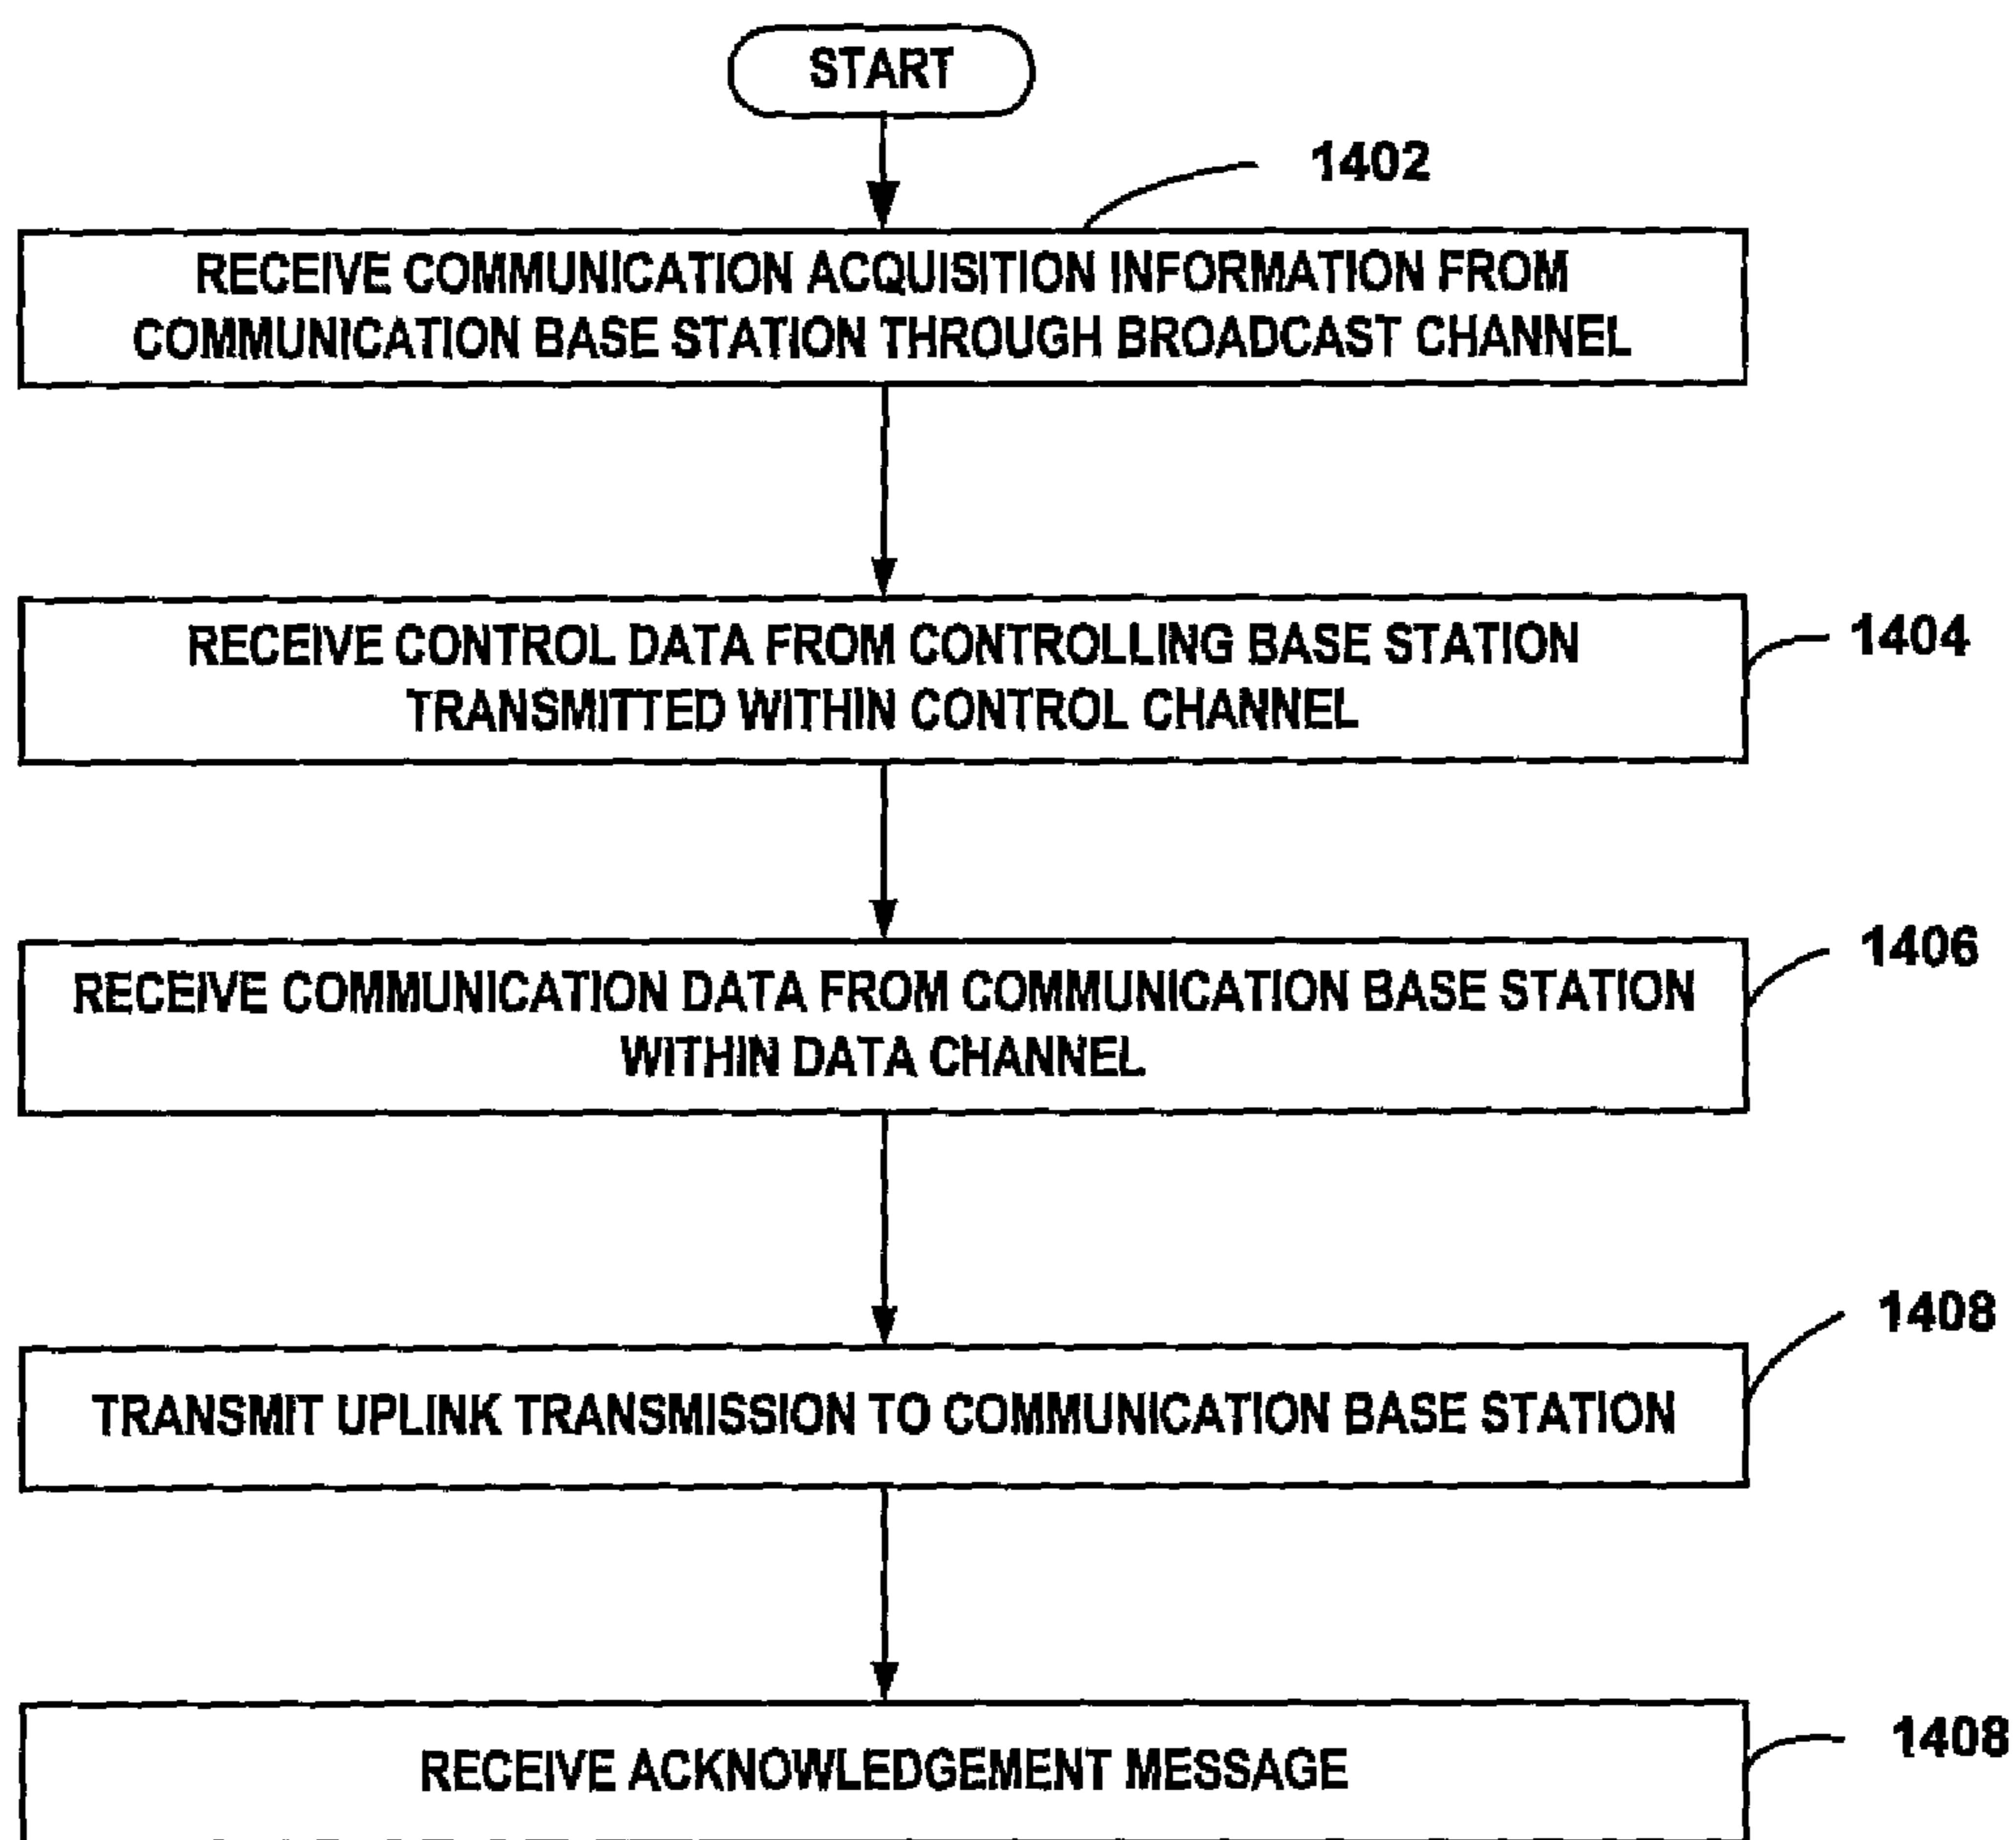 START
1402
RECEIVE COMMUNICATION ACQUISITION INFORMATION FROM
COMMUNICATION BASE STATION THROUGH BROADCAST CHANNEL
RECEIVE CONTROL DATA FROM CONTROLLING BASE STATION
TRANSMITTED WITHIN CONTROL CHANNEL
1404
RECEIVE COMMUNICATION DATA FROM COMMUNICATION BASE STATION
WITHIN DATA CHANNEL
1406
TRANSMIT UPLINK TRANSMISSION TO COMMUNICATION BASE STATION
1408
RECEIVE ACKNOWLEDGEMENT MESSAGE
1408